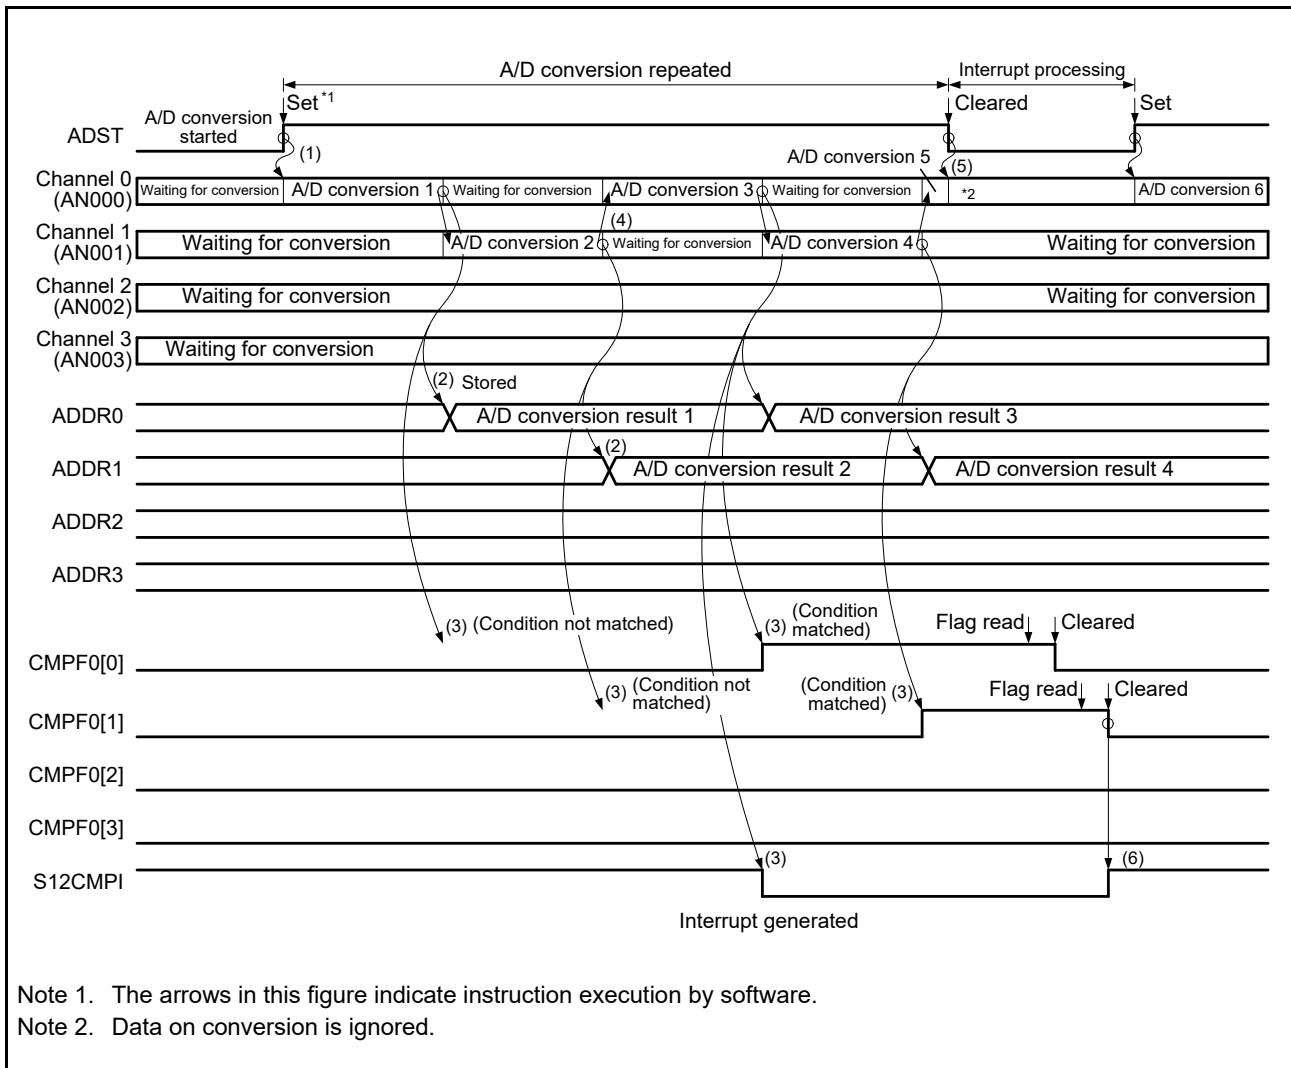 A/D conversion repeated
Interrupt processing
Set *1
Cleared
Set
A/D conversion
started
ADST
(1)
A/D conversion 5
(5)
Channel 0
(AN000)
Waiting for conversion
A/D conversion 1
Waiting for conversion
A/D conversion 3
Waiting for conversion
*2
A/D conversion 6
(4)
Channel 1
(AN001)
Waiting for conversion
A/D conversion 2
Waiting for conversion
A/D conversion 4
Waiting for conversion
Channel 2
(AN002)
Waiting for conversion
Waiting for conversion
Channel 3
(AN003)
Waiting for conversion
(2) Stored
ADDR0
A/D conversion result 1
A/D conversion result 3
(2)
ADDR1
A/D conversion result 2
A/D conversion result 4
ADDR2
ADDR3
(3) (Condition not matched)
(3) (Condition
matched)
Flag read
Cleared
CMPF0[0]
(3) (Condition not
matched)
(Condition
matched) (3)
Flag read
Cleared
CMPF0[1]
CMPF0[2]
CMPF0[3]
(3)
(6)
S12CMPI
Interrupt generated
Note 1. The arrows in this figure indicate instruction execution by software.
Note 2. Data on conversion is ignored.